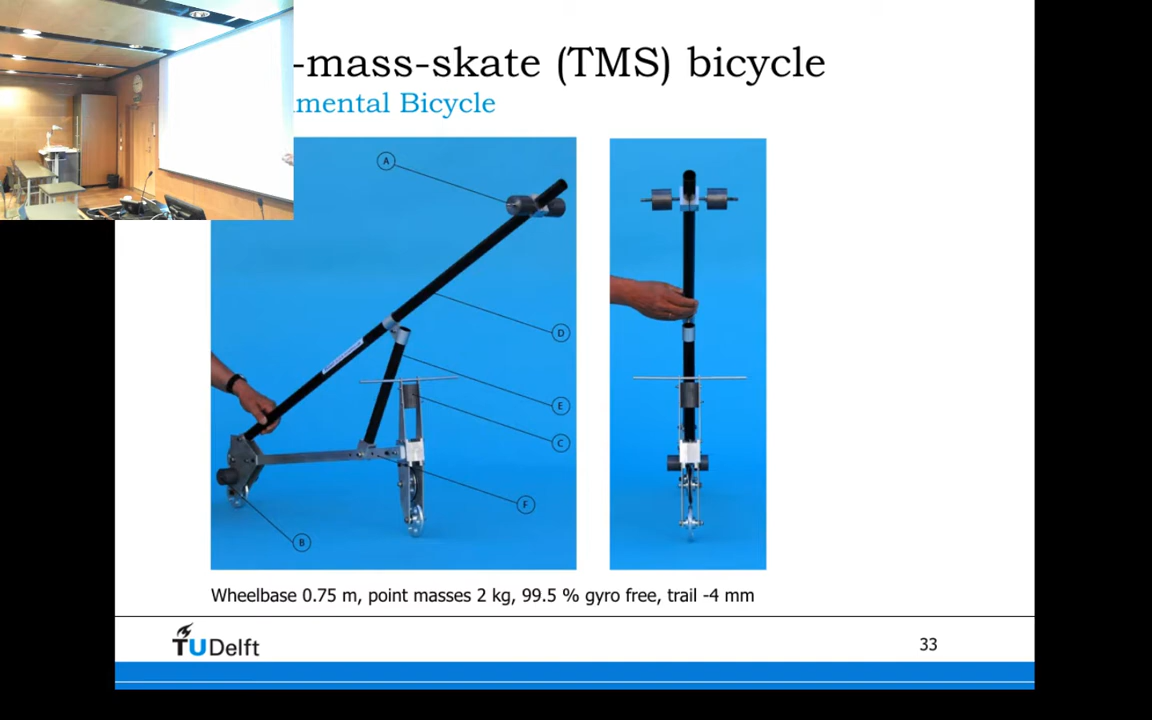 -mass-skate (TMS) bicycle
mental Bicycle
A
D
E
C
F
B
Wheelbase 0.75 m, point masses 2 kg, 99.5 % gyro free, trail -4 mm
TUDelft
33